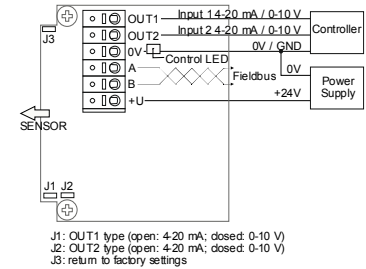 OUT1 Input 1 4-20 mA / 0-10 V
Controller
J3
OUT2 Input 2 4-20 mA / 0-10 V
0V 0V / GND
Control LED
A
Fieldbus
0V
Power
Supply
B
+U +24V
SENSOR
J1 J2
J1: OUT1 type (open: 4-20 mA; closed: 0-10 V)
J2: OUT2 type (open: 4-20 mA; closed: 0-10 V)
J3: return to factory settings